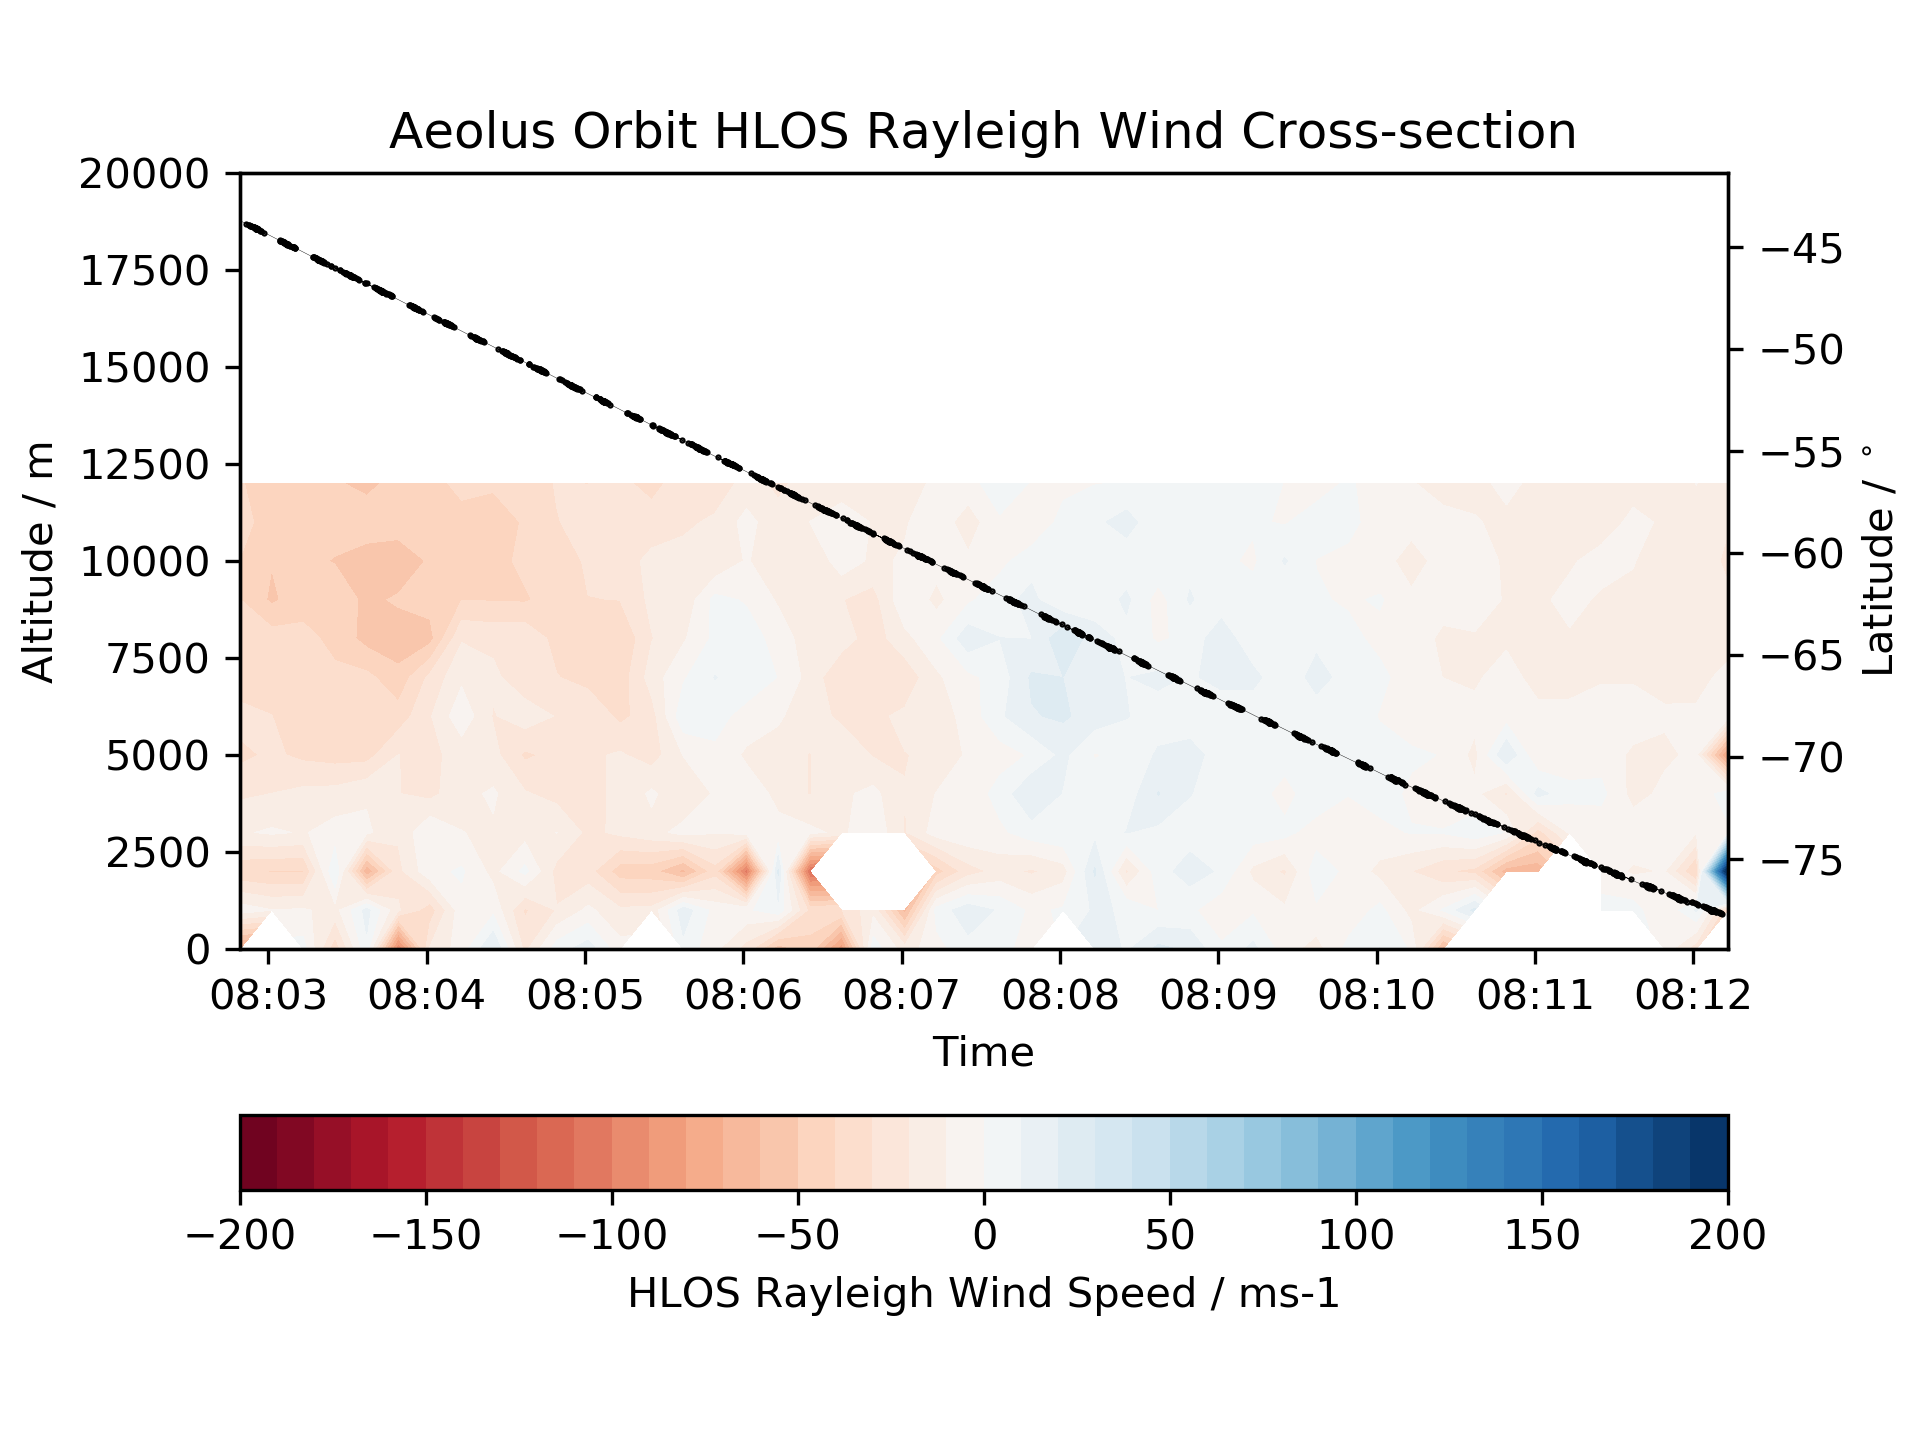 Aeolus Orbit HLOS Rayleigh Wind Cross-section
20000
17500
15000
12500
10000
7500
5000
2500
0
Altitude / m
−45
−50
−55
−60
−65
−70
−75
Latitude / °
08:03 08:04 08:05 08:06 08:07 08:08 08:09 08:10 08:11 08:12
Time
−200 −150 −100 −50 0 50 100 150 200
HLOS Rayleigh Wind Speed / ms-1